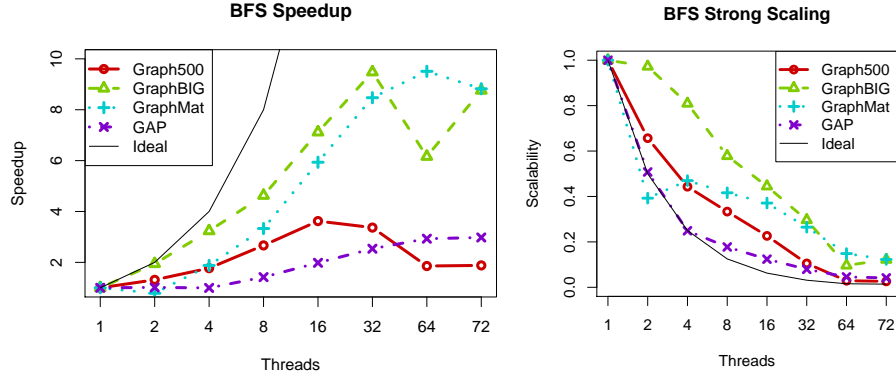 BFS Speedup
Graph500
GraphBIG
GraphMat
GAP
Ideal
Speedup
10
8
6
4
2
1 2 4 8 16 32 64 72
Threads
BFS Strong Scaling
Graph500
GraphBIG
GraphMat
GAP
Ideal
Scalability
1.0
0.8
0.6
0.4
0.2
0.0
1 2 4 8 16 32 64 72
Threads